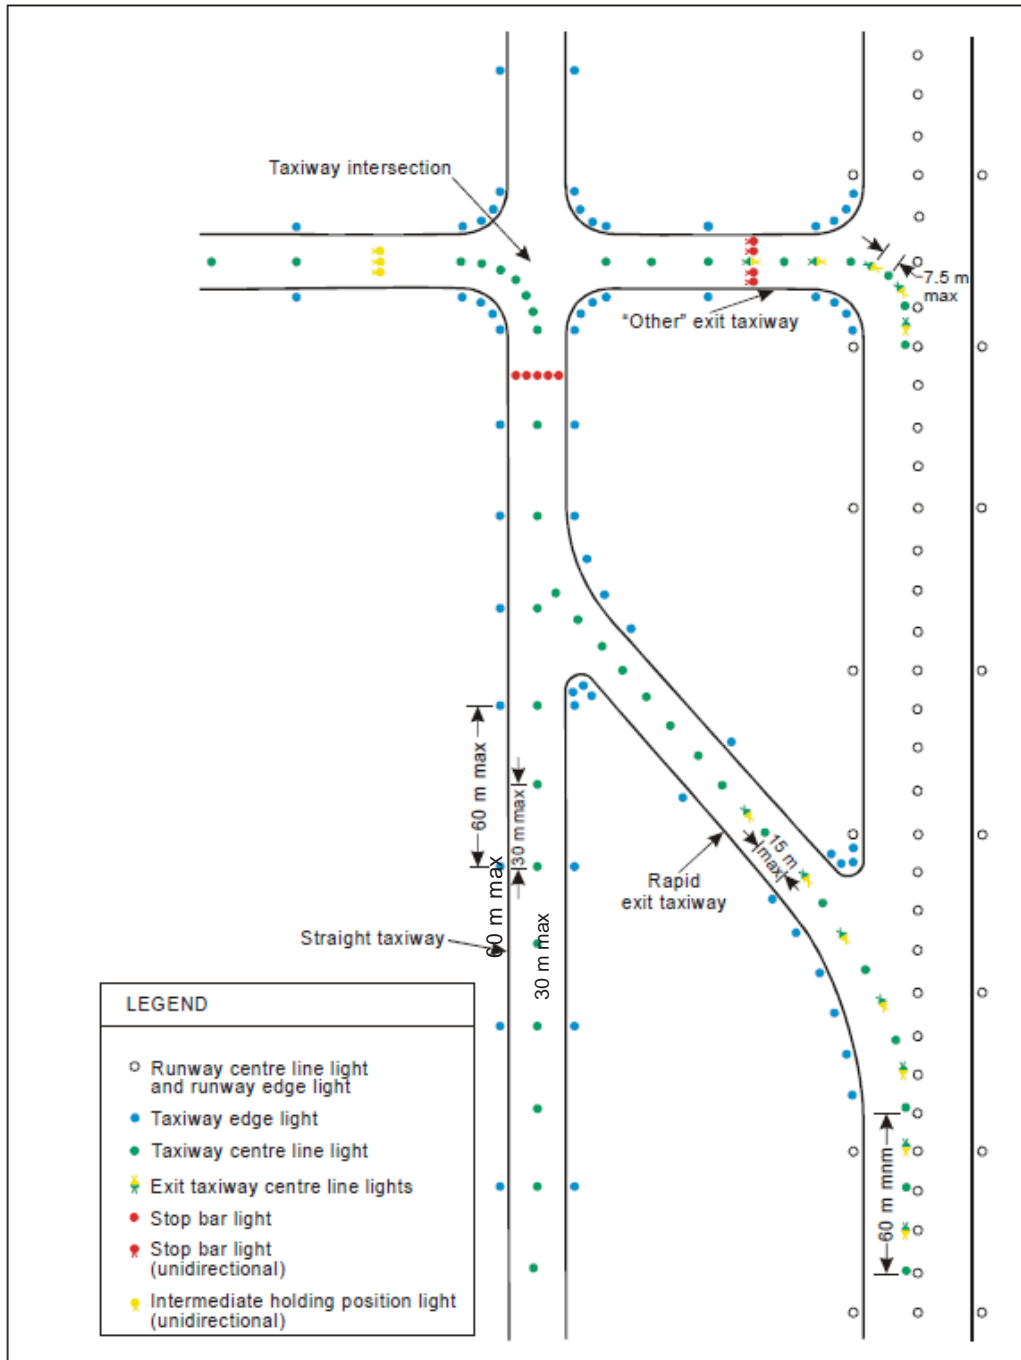 Taxiway intersection
7.5 m
max
"Other" exit taxiway
60 m max
30 m max
15 m
max
Rapid
exit taxiway
60 m max
30 m max
Straight taxiway
60 m mnm
LEGEND
Runway centre line light
and runway edge light
Taxiway edge light
Taxiway centre line light
Exit taxiway centre line lights
Stop bar light
Stop bar light
(unidirectional)
Intermediate holding position light
(unidirectional)